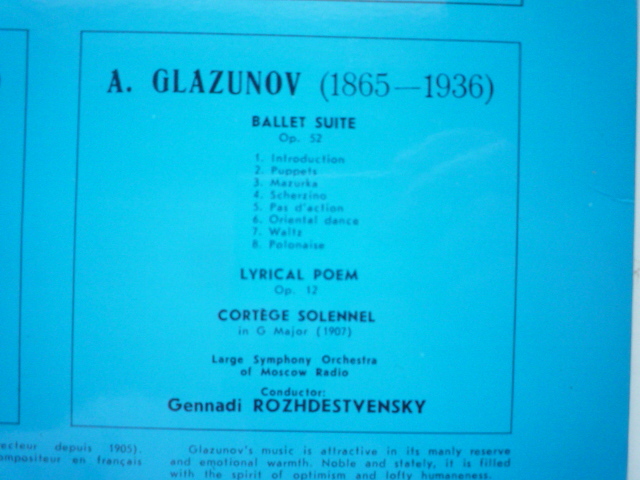 A. GLAZUNOV (1865—1936)
BALLET SUITE
Op. 52
1. Introduction
2. Puppets
3. Mazurka
4. Scherzino
5. Pas d'action
6. Oriental dance
7. Waltz
8. Polonaise
LYRICAL POEM
Op. 12
CORTÈGE SOLENNEL
in G Major (1907)
Large Symphony Orchestra
of Moscow Radio
Conductor:
Gennadi ROZHDESTVENSKY
depuis 1905).
en français
Glazunov's music is attractive in its manly reserve
and emotional warmth. Noble and stately, it is filled
with the spirit of optimism and lofty humaneness.